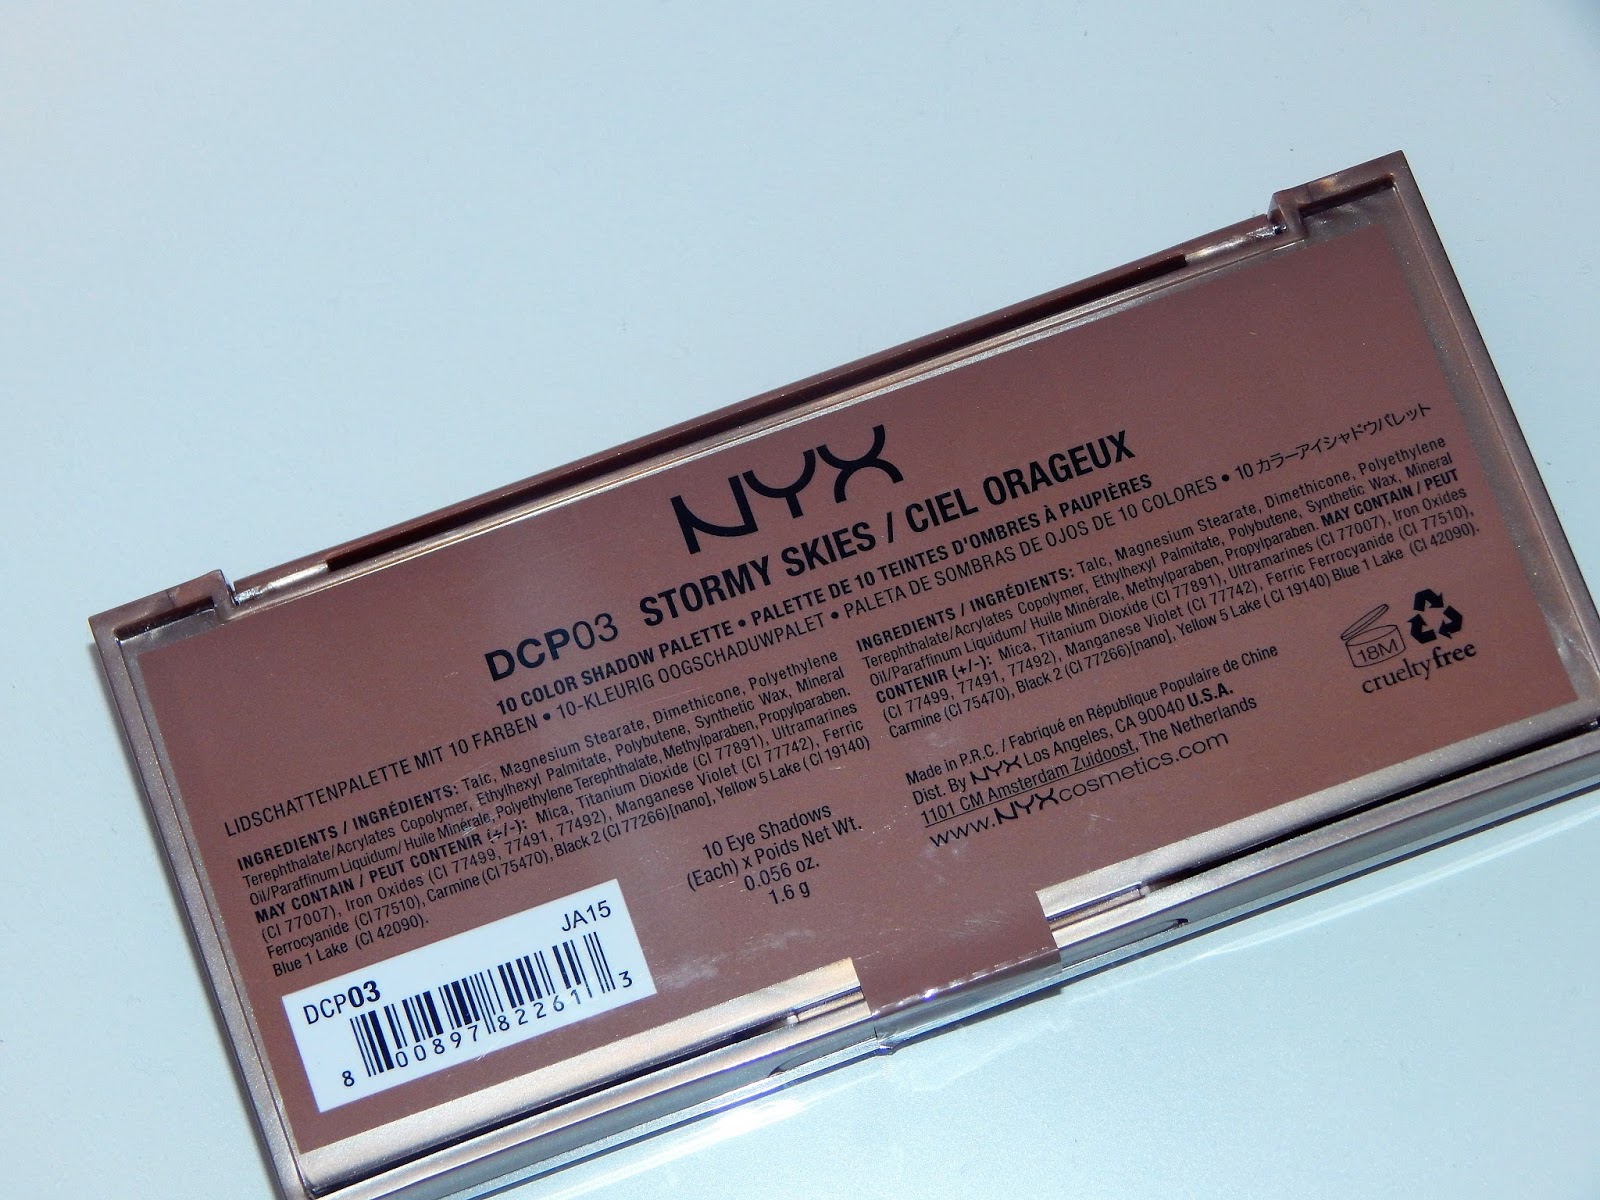 NYX
DCP03 STORMY SKIES / CIEL ORAGEUX
10 COLOR SHADOW PALETTE • PALETTE DE 10 TEINTES D'OMBRES À PAUPIÈRES
LIDSCHATTENPALETTE MIT 10 FARBEN • 10-KLEURIG OOGSCHADUWPALET • PALETA DE SOMBRAS DE OJOS DE 10 COLORES • 10 カラーアイシャドウパレット
INGREDIENTS / INGRÉDIENTS: Talc, Magnesium Stearate, Dimethicone, Polyethylene
Terephthalate/Acrylates Copolymer, Ethylhexyl Palmitate, Polybutene, Synthetic Wax, Mineral
Oil/Paraffinum Liquidum/ Huile Minérale, Polyethylene Terephthalate, Methylparaben, Propylparaben.
MAY CONTAIN / PEUT CONTENIR (+/-): Mica, Titanium Dioxide (CI 77891), Ultramarines
(CI 77007), Iron Oxides (CI 77499, 77491, 77492), Manganese Violet (CI 77742), Ferric
Ferrocyanide (CI 77510), Carmine (CI 75470), Black 2 (CI 77266)[nano], Yellow 5 Lake (CI 19140)
Blue 1 Lake (CI 42090).
INGREDIENTS / INGRÉDIENTS: Talc, Magnesium Stearate, Dimethicone, Polyethylene
Terephthalate/Acrylates Copolymer, Ethylhexyl Palmitate, Polybutene, Synthetic Wax, Mineral
Oil/Paraffinum Liquidum/ Huile Minérale, Methylparaben, Propylparaben. MAY CONTAIN / PEUT
CONTENIR (+/-): Mica, Titanium Dioxide (CI 77891), Ultramarines (CI 77007), Iron Oxides
(CI 77499, 77491, 77492), Manganese Violet (CI 77742), Ferric Ferrocyanide (CI 77510),
Carmine (CI 75470), Black 2 (CI 77266)[nano], Yellow 5 Lake ( CI 19140) Blue 1 Lake (CI 42090).
10 Eye Shadows
(Each) x Poids Net Wt.
0.056 oz.
1.6 g
Made in P.R.C. / Fabriqué en République Populaire de Chine
Dist. By NYX Los Angeles, CA 90040 U.S.A.
1101 CM Amsterdam Zuidoost, The Netherlands
www.NYXcosmetics.com
18M
crueltyfree
DCP03 JA15
8 00897 82261 3